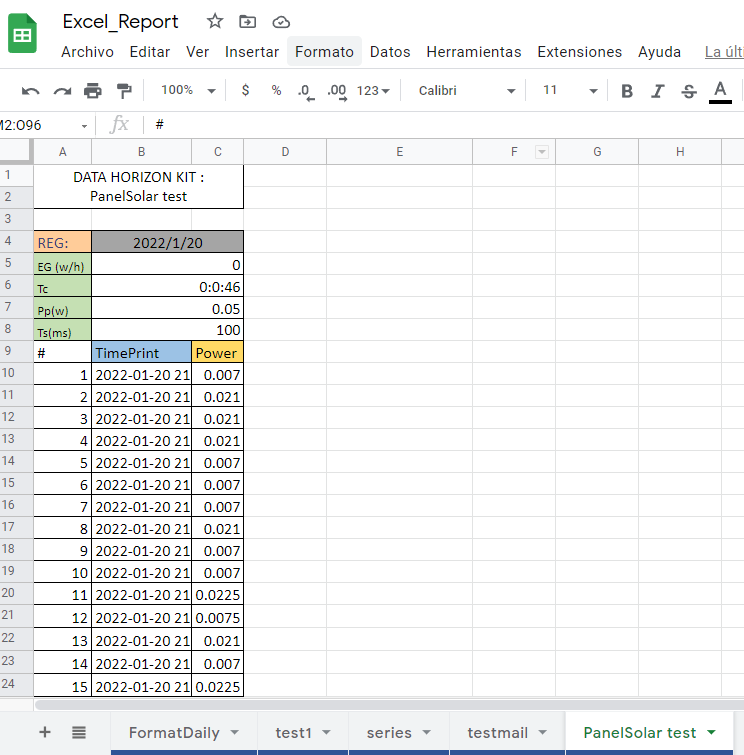 Excel_Report
Archivo Editar Ver Insertar Formato Datos Herramientas Extensiones Ayuda La últi
100% $ % .0 .00 123 Calibri 11 B I S A
M2:O96 fx #
A B C D E F G H
1 DATA HORIZON KIT :
2 PanelSolar test
3
4 REG: 2022/1/20
5 EG (w/h) 0
6 Tc 0:0:46
7 Pp(w) 0.05
8 Ts(ms) 100
9 # TimePrint Power
10 1 2022-01-20 21 0.007
11 2 2022-01-20 21 0.021
12 3 2022-01-20 21 0.021
13 4 2022-01-20 21 0.021
14 5 2022-01-20 21 0.007
15 6 2022-01-20 21 0.007
16 7 2022-01-20 21 0.007
17 8 2022-01-20 21 0.021
18 9 2022-01-20 21 0.007
19 10 2022-01-20 21 0.007
20 11 2022-01-20 21 0.0225
21 12 2022-01-20 21 0.0075
22 13 2022-01-20 21 0.021
23 14 2022-01-20 21 0.007
24 15 2022-01-20 21 0.0225
FormatDaily test1 series testmail PanelSolar test